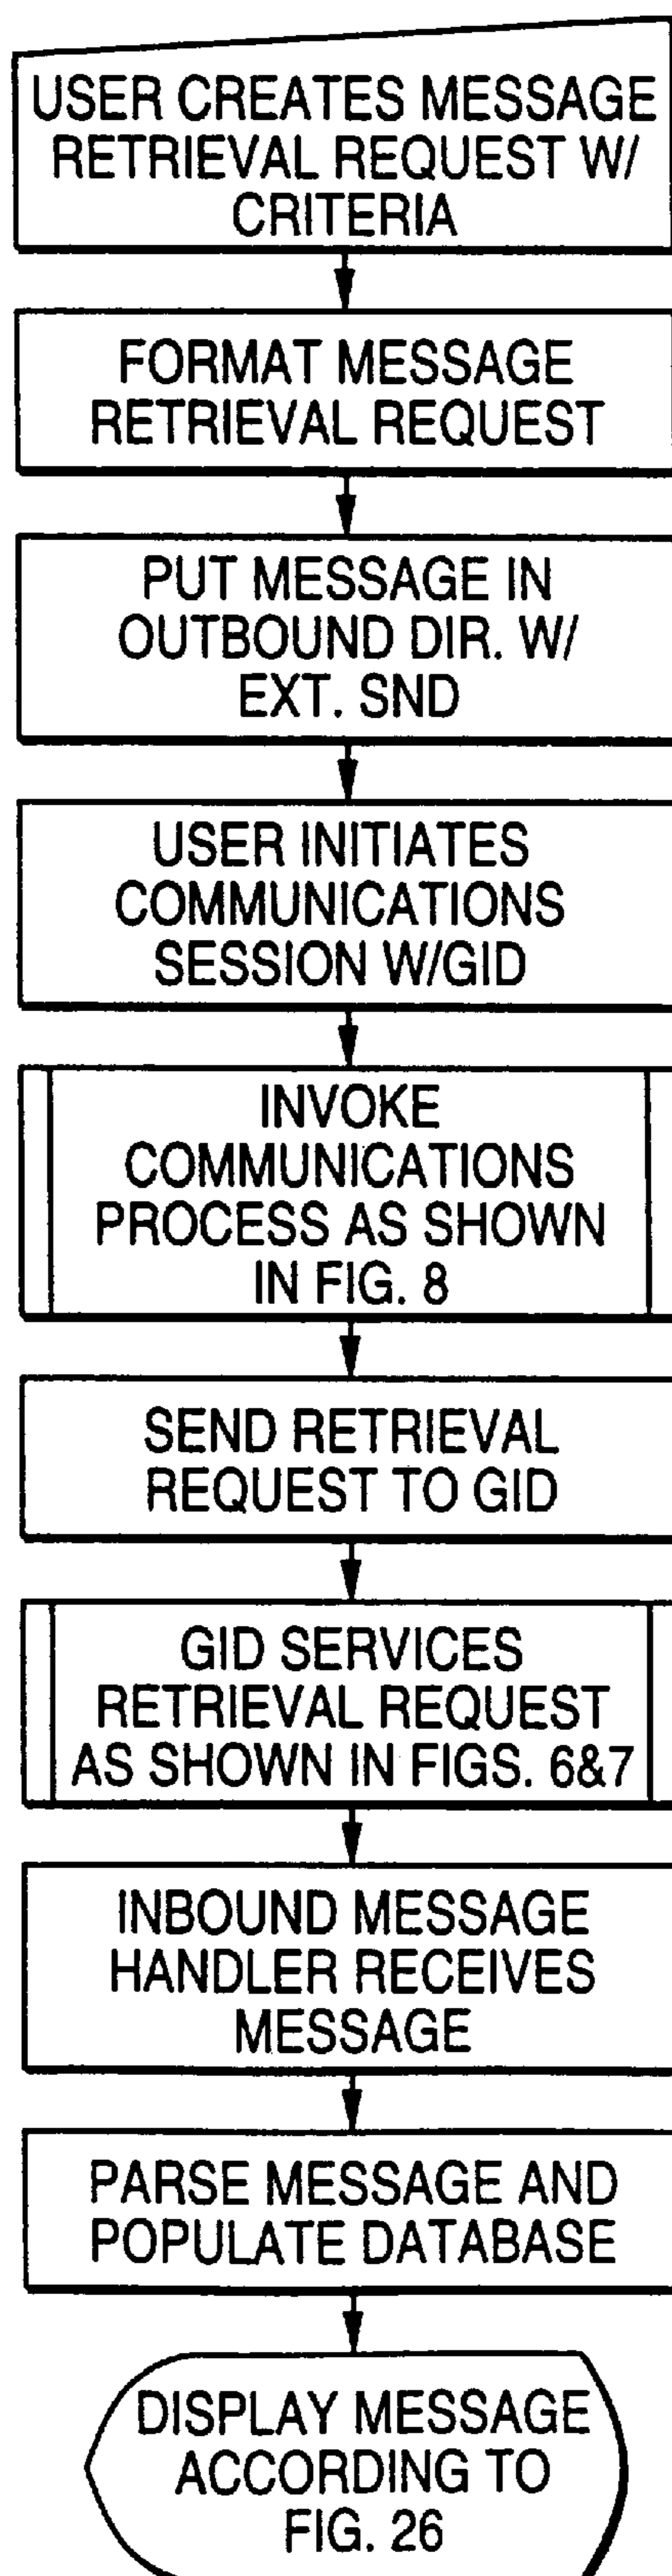 USER CREATES MESSAGE
RETRIEVAL REQUEST W/
CRITERIA
FORMAT MESSAGE
RETRIEVAL REQUEST
PUT MESSAGE IN
OUTBOUND DIR. W/
EXT. SND
USER INITIATES
COMMUNICATIONS
SESSION W/GID
INVOKE
COMMUNICATIONS
PROCESS AS SHOWN
IN FIG. 8
SEND RETRIEVAL
REQUEST TO GID
GID SERVICES
RETRIEVAL REQUEST
AS SHOWN IN FIGS. 6&7
INBOUND MESSAGE
HANDLER RECEIVES
MESSAGE
PARSE MESSAGE AND
POPULATE DATABASE
DISPLAY MESSAGE
ACCORDING TO
FIG. 26